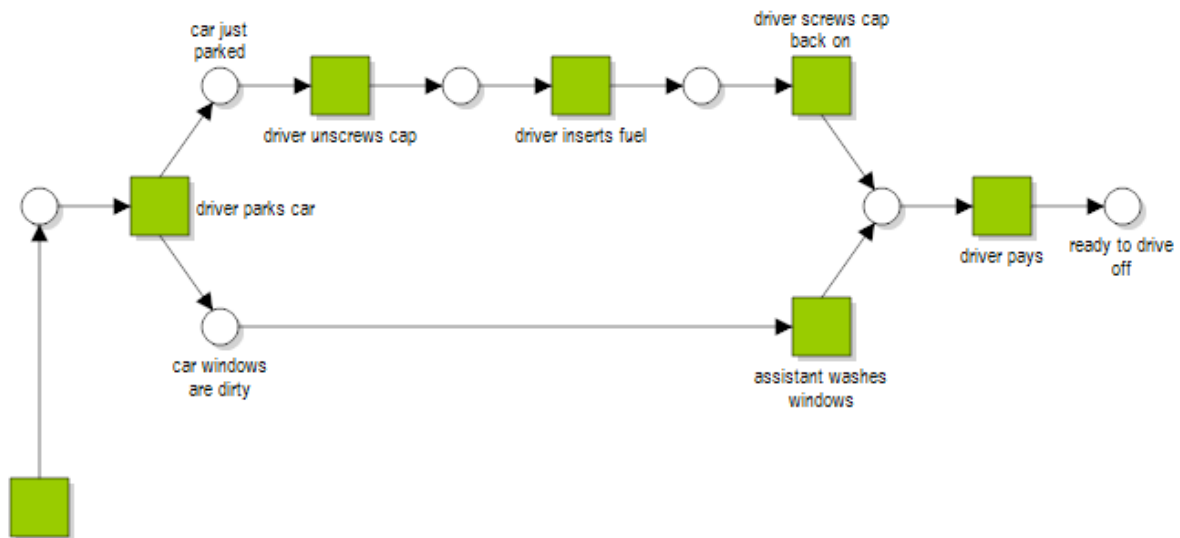 driver screws cap
back on
car just
parked
driver unscrews cap
driver inserts fuel
driver parks car
driver pays
ready to drive
off
car windows
are dirty
assistant washes
windows